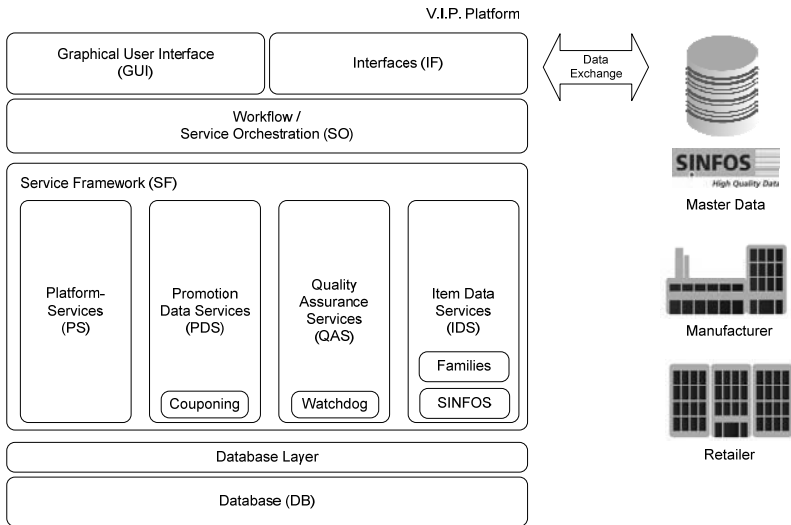 V.I.P. Platform
Graphical User Interface
(GUI)
Interfaces (IF)
Data
Exchange
Workflow /
Service Orchestration (SO)
SINFOS
High Quality Data
Master Data
Service Framework (SF)
Platform-
Services
(PS)
Promotion
Data Services
(PDS)
Quality
Assurance
Services
(QAS)
Item Data
Services
(IDS)
Families
Couponing
Watchdog
SINFOS
Manufacturer
Retailer
Database Layer
Database (DB)